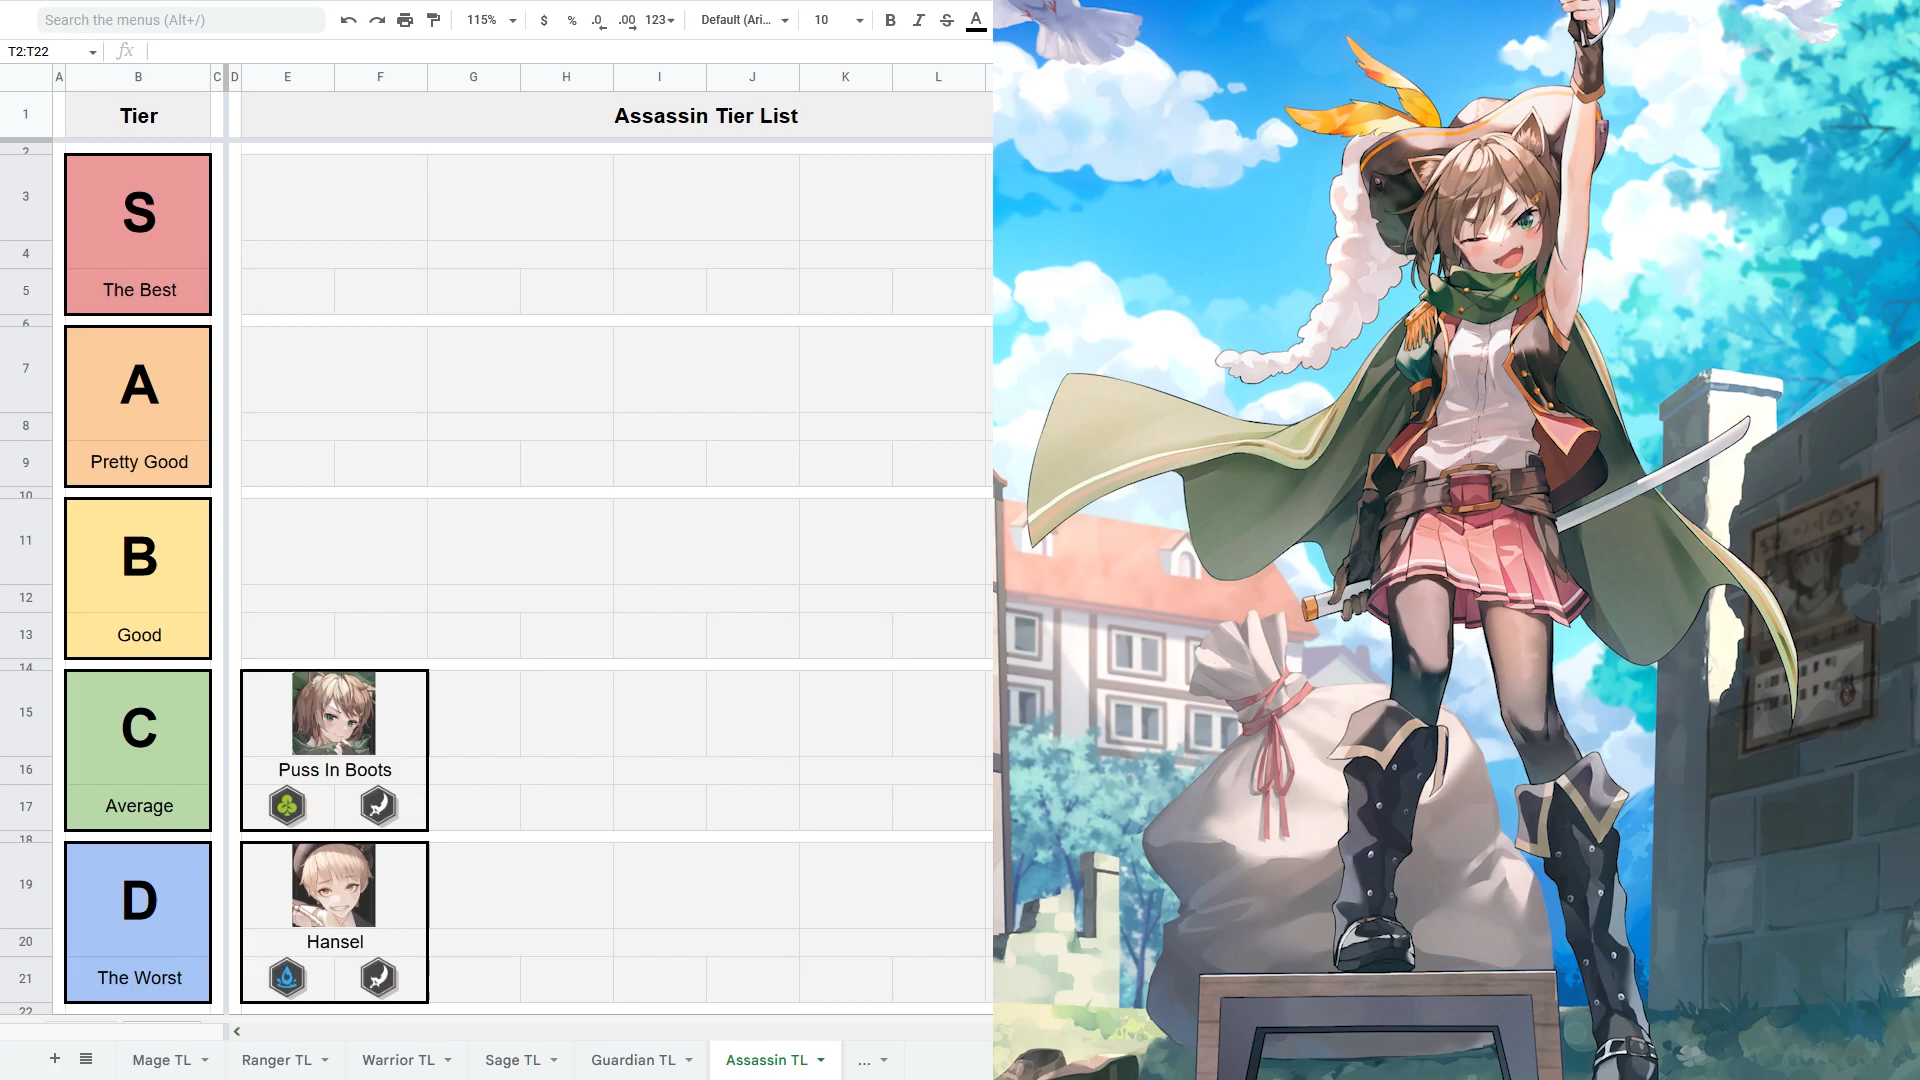 Search the menus (Alt+/)
115%
$
%
.0
.00
123
Default (Ari...
10
B
I
S
A
T2:T22
fx
A B C D E F G H I J K L
1
Tier
Assassin Tier List
2
3
S
4
5
The Best
6
7
A
8
9
Pretty Good
10
11
B
12
13
Good
14
15
C
16
Puss In Boots
17
Average
18
19
D
20
Hansel
21
The Worst
22
Mage TL
Ranger TL
Warrior TL
Sage TL
Guardian TL
Assassin TL
...